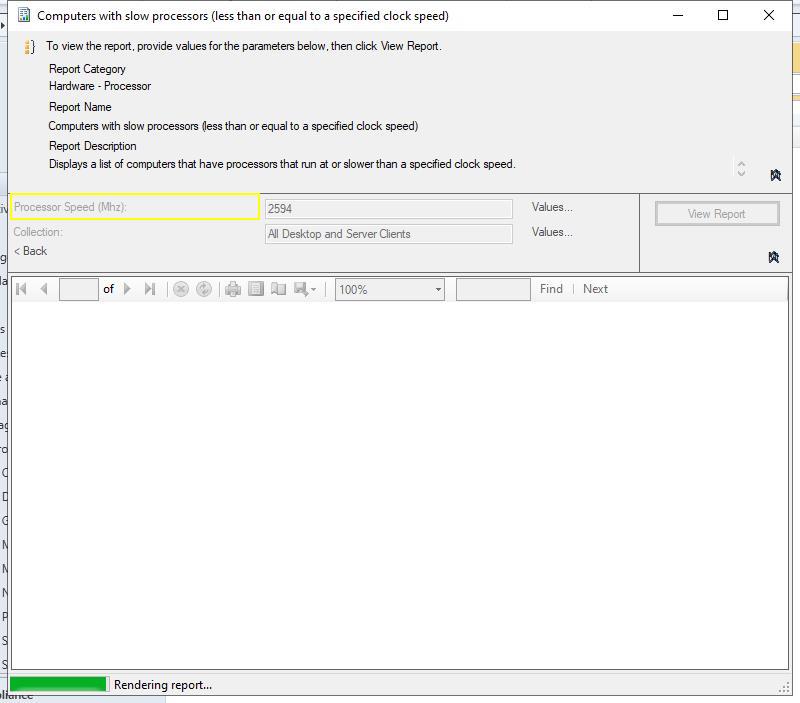 Computers with slow processors (less than or equal to a specified clock speed)
To view the report, provide values for the parameters below, then click View Report.
Report Category
Hardware - Processor
Report Name
Computers with slow processors (less than or equal to a specified clock speed)
Report Description
Displays a list of computers that have processors that run at or slower than a specified clock speed.
Processor Speed (Mhz): 2594 Values... View Report
Collection: All Desktop and Server Clients Values...
< Back
of 100% Find | Next
Rendering report...